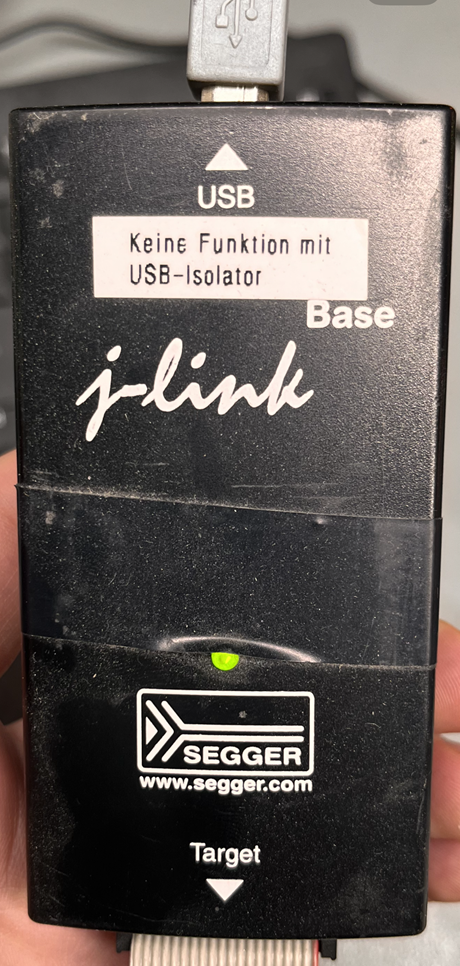 USB
Keine Funktion mit
USB-Isolator
Base
j-link
SEGGER
www.segger.com
Target